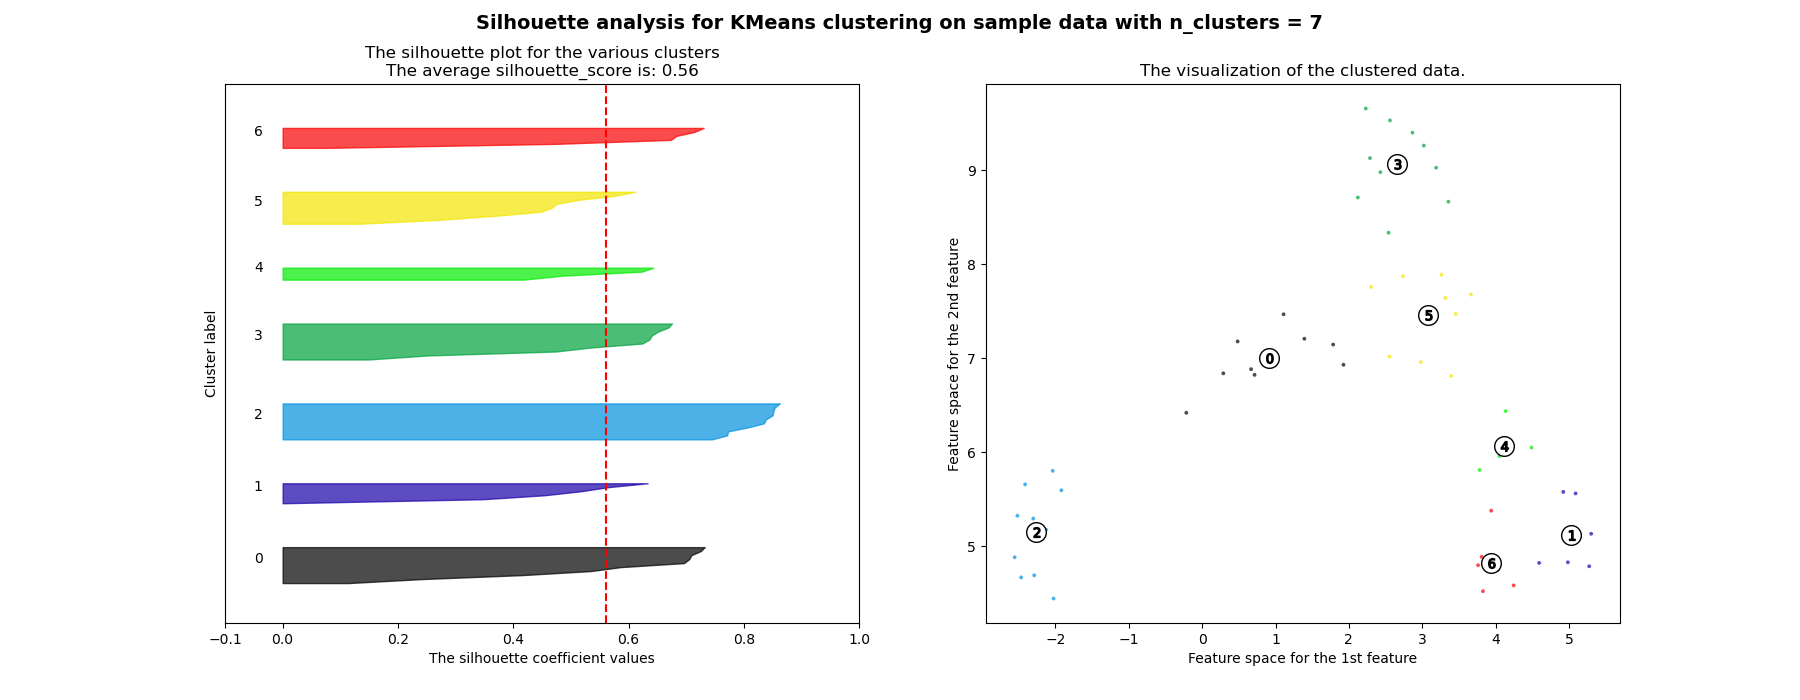 Silhouette analysis for KMeans clustering on sample data with n_clusters = 7
The silhouette plot for the various clusters
The average silhouette_score is: 0.56
6
5
4
3
2
1
0
Cluster label
−0.1 0.0 0.2 0.4 0.6 0.8 1.0
The silhouette coefficient values
The visualization of the clustered data.
9
8
7
6
5
Feature space for the 2nd feature
3
5
0
4
2
1
6
−2 −1 0 1 2 3 4 5
Feature space for the 1st feature